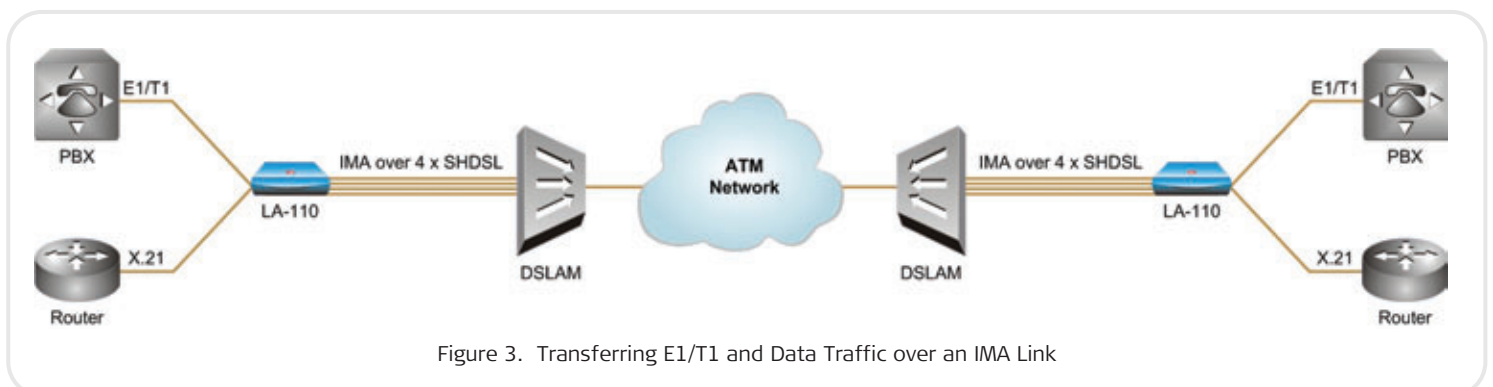 E1/T1
PBX
IMA over 4 x SHDSL
LA-110
X.21
Router
DSLAM
ATM
Network
DSLAM
IMA over 4 x SHDSL
LA-110
E1/T1
PBX
X.21
Router
Figure 3. Transferring E1/T1 and Data Traffic over an IMA Link